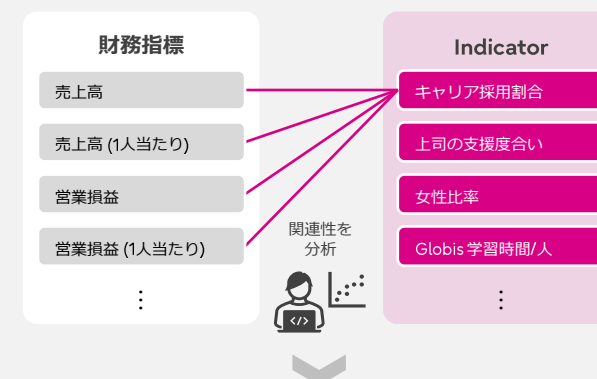 財務指標
売上高
売上高 (1人当たり)
営業損益
営業損益 (1人当たり)
⋮
関連性を
分析
</>
Indicator
キャリア採用割合
上司の支援度合い
女性比率
Globis 学習時間/人
⋮